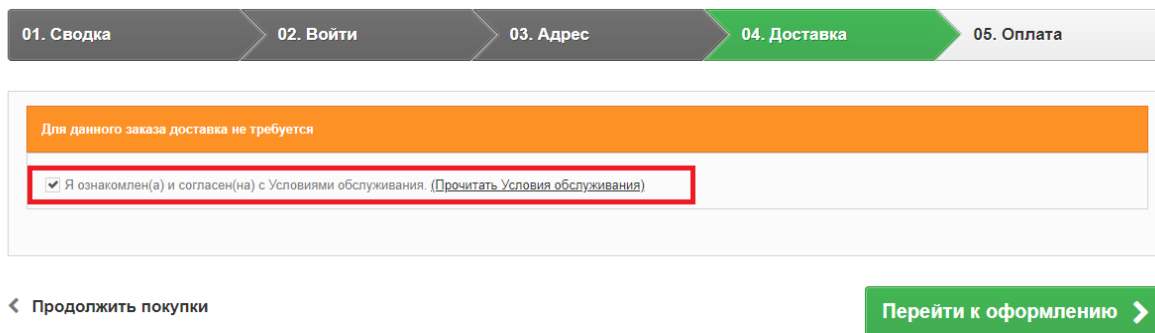 01. Сводка
02. Войти
03. Адрес
04. Доставка
05. Оплата
Для данного заказа доставка не требуется
Я ознакомлен(а) и согласен(на) с Условиями обслуживания. (Прочитать Условия обслуживания)
Продолжить покупки
Перейти к оформлению